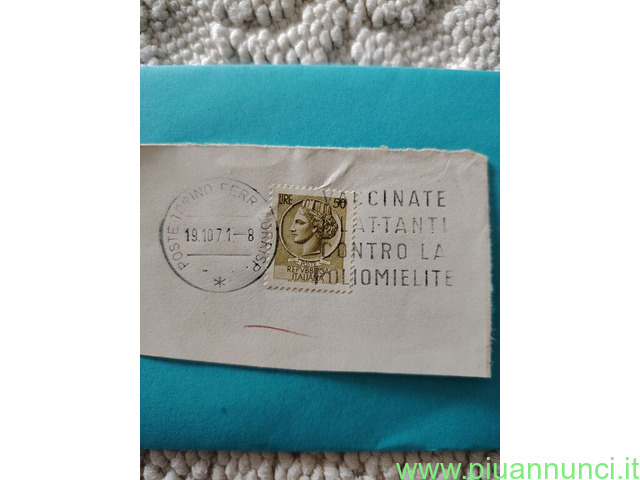 POSTE TORINO FERR. CORRISP.
19.10 71 - 8
LIRE 50
REPVBBLICA
ITALIANA
VACCINATE
LATTANTI
CONTRO LA
POLIOMIELITE
www.piuannunci.it